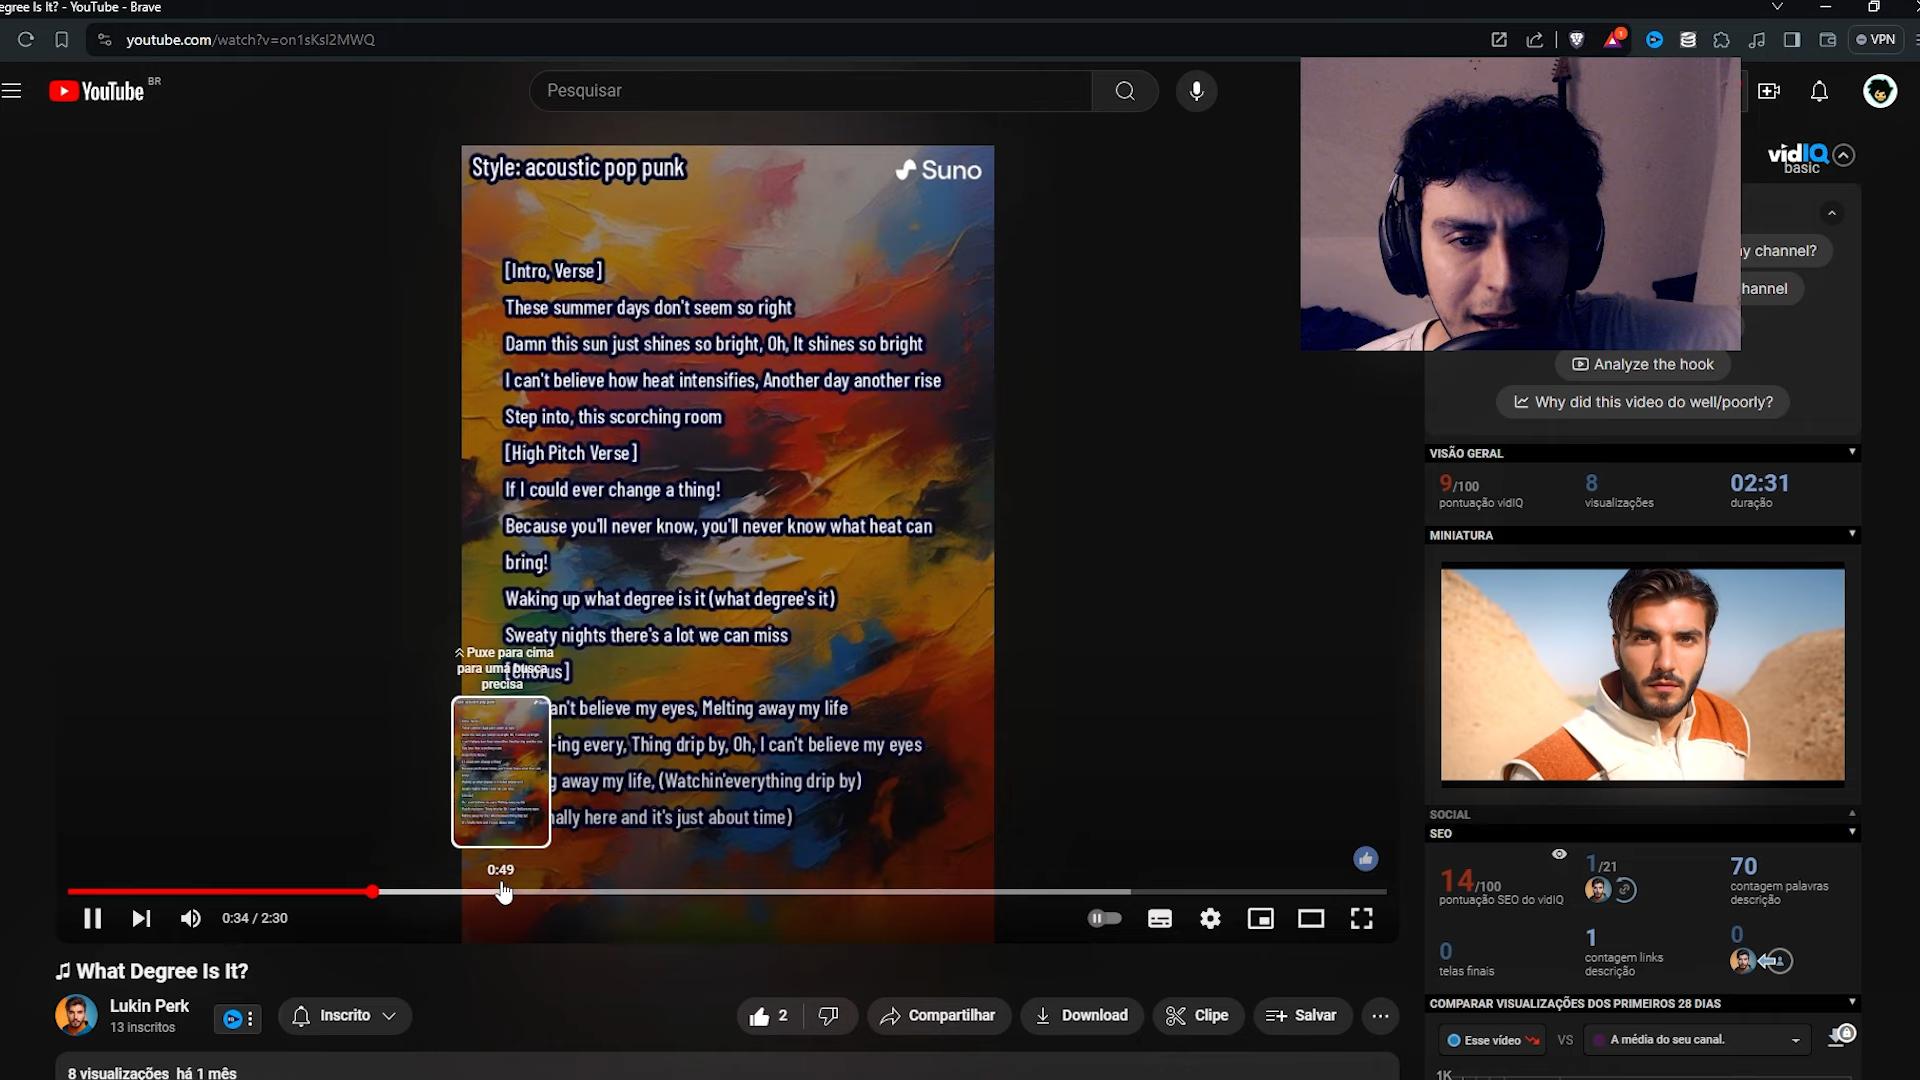 egree Is It? - YouTube - Brave
youtube.com/watch?v=on1sKsI2MWQ
1
VPN
YouTube BR
Pesquisar
Style: acoustic pop punk
Suno
[Intro, Verse]
These summer days don't seem so right
Damn this sun just shines so bright, Oh, It shines so bright
I can't believe how heat intensifies, Another day another rise
Step into, this scorching room
[High Pitch Verse]
If I could ever change a thing!
Because you'll never know, you'll never know what heat can
bring!
Waking up what degree is it (what degree's it)
Sweaty nights there's a lot we can miss
[Chorus]
an't believe my eyes, Melting away my life
-ing every, Thing drip by, Oh, I can't believe my eyes
g away my life, (Watchin'everything drip by)
nally here and it's just about time)
Puxe para cima
para uma busca
precisa
0:49
0:34 / 2:30
♫ What Degree Is It?
Lukin Perk
13 inscritos
Inscrito
2
Compartilhar
Download
Clipe
Salvar
8 visualizações há 1 mês
vidIQ
basic
y channel?
hannel
Analyze the hook
Why did this video do well/poorly?
VISÃO GERAL
9/100
pontuação vidIQ
8
visualizações
02:31
duração
MINIATURA
SOCIAL
SEO
14/100
pontuação SEO do vidIQ
1/21
70
contagem palavras
descrição
0
telas finais
1
contagem links
descrição
0
COMPARAR VISUALIZAÇÕES DOS PRIMEIROS 28 DIAS
Esse vídeo
VS
A média do seu canal.
1K